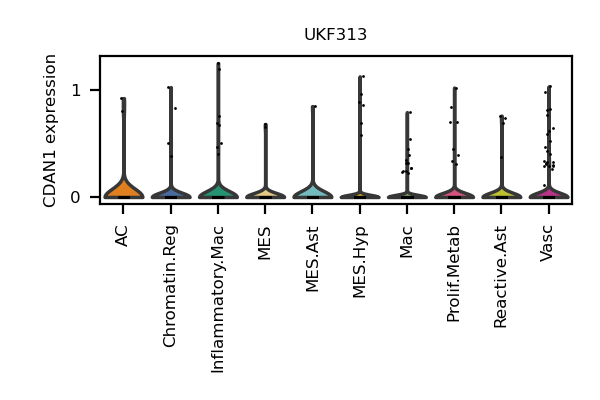 UKF313
CDAN1 expression
1
0
AC
Chromatin.Reg
Inflammatory.Mac
MES
MES.Ast
MES.Hyp
Mac
Prolif.Metab
Reactive.Ast
Vasc